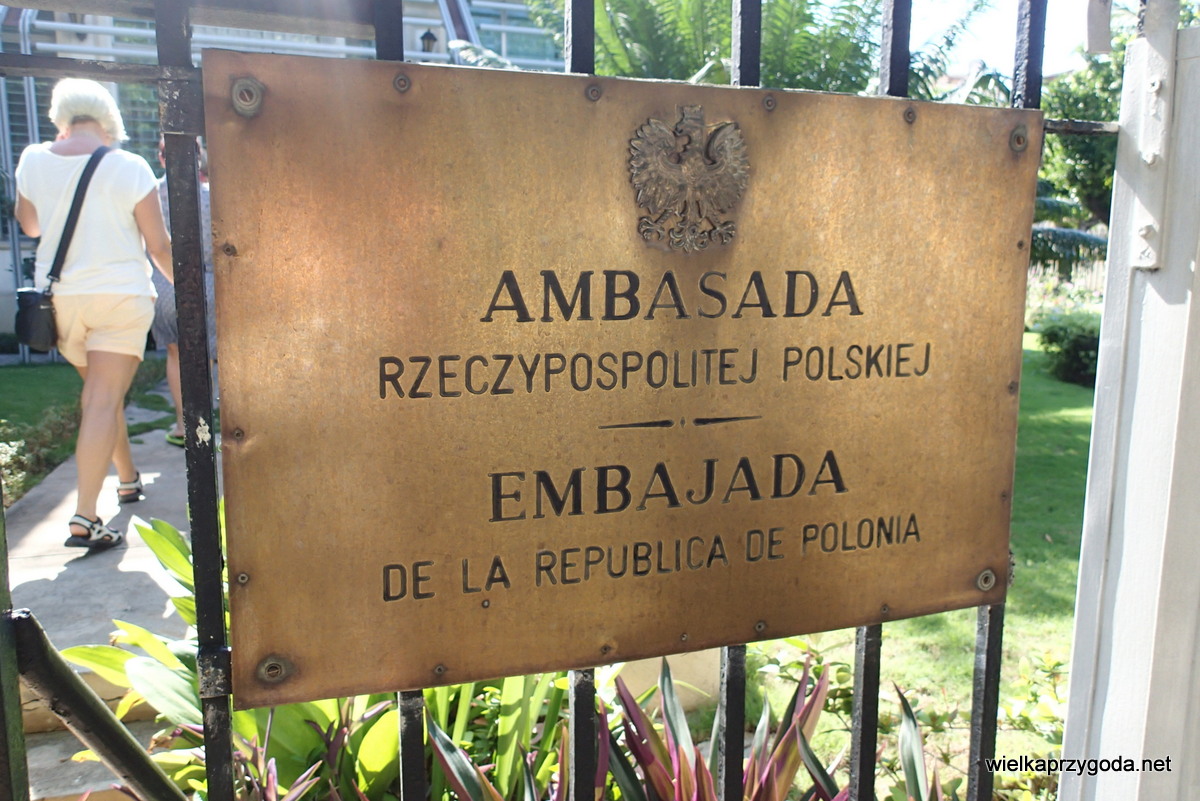 AMBASADA
RZECZYPOSPOLITEJ POLSKIEJ
EMBAJADA
DE LA REPUBLICA DE POLONIA
wielkaprzygoda.net